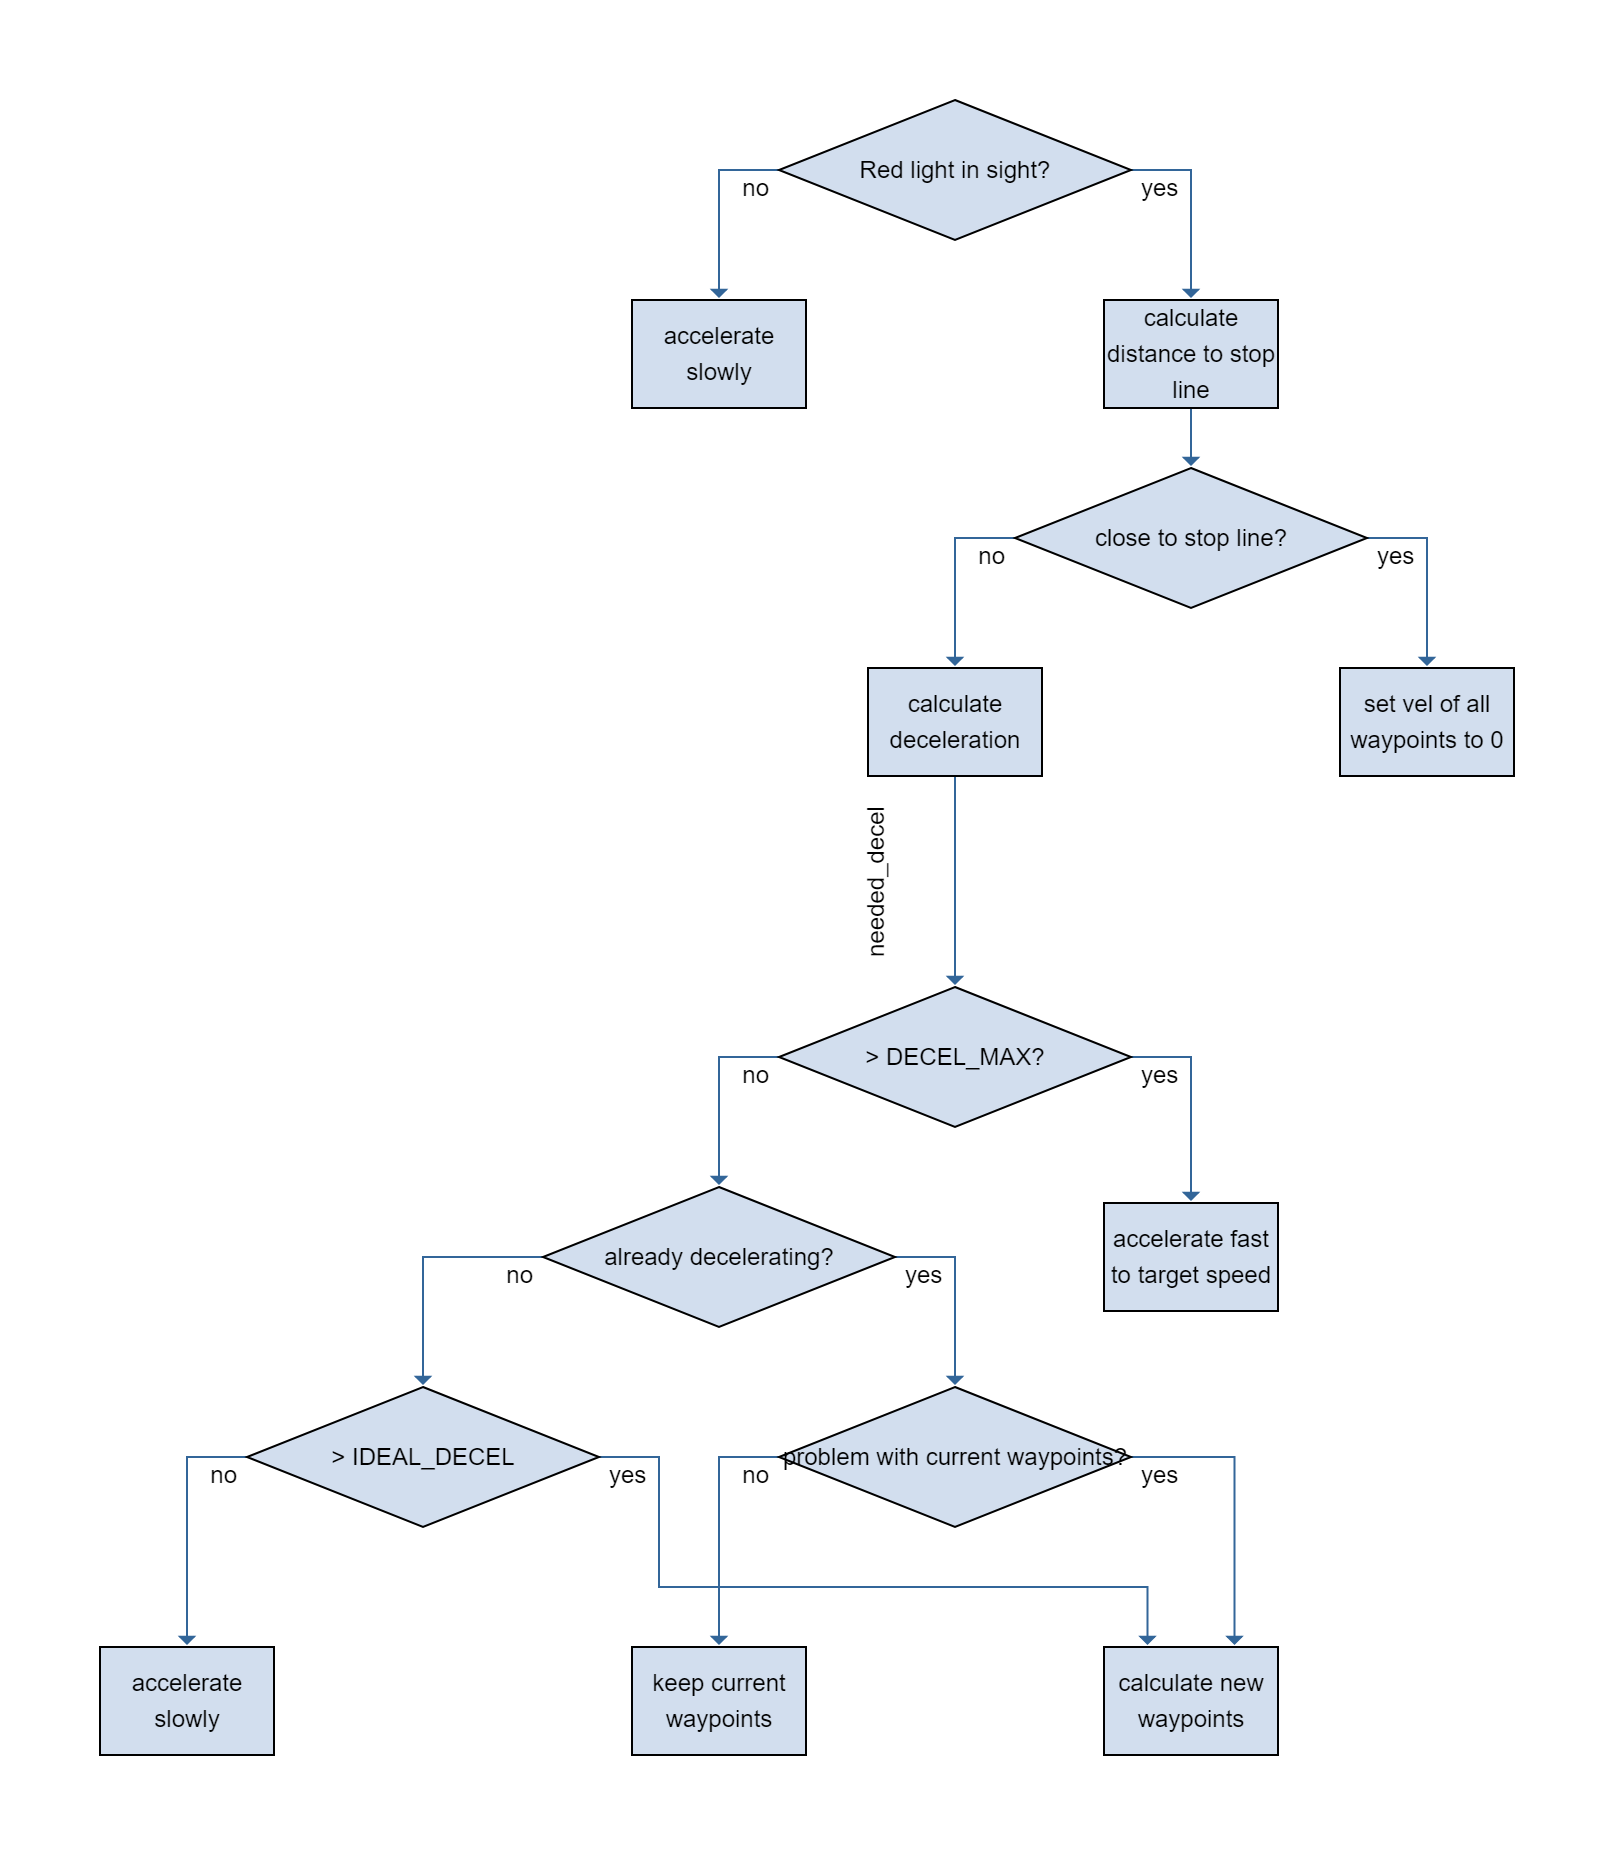 Red light in sight?
no
yes
accelerate
slowly
calculate
distance to stop
line
close to stop line?
no
yes
calculate
deceleration
set vel of all
waypoints to 0
needed_decel
> DECEL_MAX?
no
yes
already decelerating?
no
yes
accelerate fast
to target speed
> IDEAL_DECEL
no
yes
problem with current waypoints?
no
yes
accelerate
slowly
keep current
waypoints
calculate new
waypoints